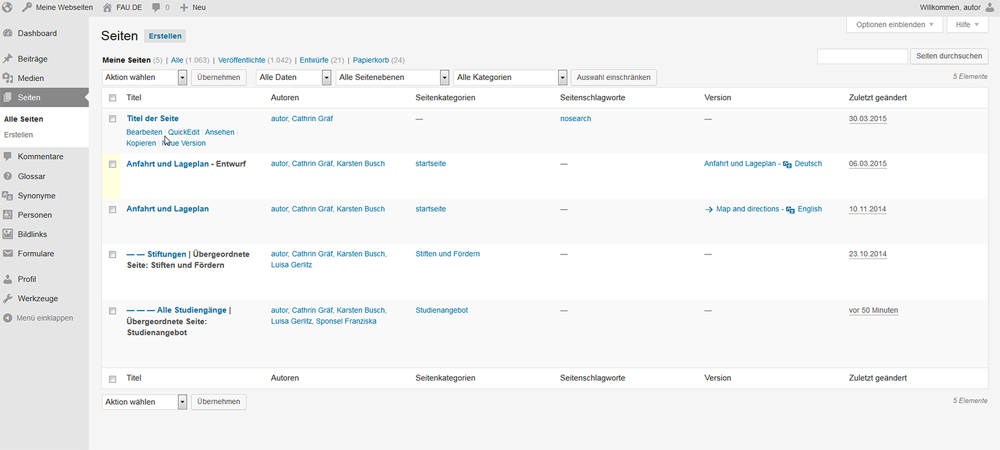 Meine Webseiten FAU.DE 0 Neu Willkommen, autor
Optionen einblenden Hilfe
Dashboard
Beiträge
Medien
Seiten
Alle Seiten
Erstellen
Kommentare
Glossar
Synonyme
Personen
Bildlinks
Formulare
Profil
Werkzeuge
Menü einklappen
Seiten Erstellen
Meine Seiten (5) | Alle (1.063) | Veröffentlichte (1.042) | Entwürfe (21) | Papierkorb (24)
Seiten durchsuchen
Aktion wählen Übernehmen Alle Daten Alle Seitenebenen Alle Kategorien Auswahl einschränken
5 Elemente
Titel Autoren Seitenkategorien Seitenschlagworte Version Zuletzt geändert
Titel der Seite autor, Cathrin Gräf — nosearch — 30.03.2015
Bearbeiten | QuickEdit | Ansehen |
Kopieren | Version
Anfahrt und Lageplan - Entwurf autor, Cathrin Gräf, Karsten Busch startseite — Anfahrt und Lageplan - Deutsch 06.03.2015
Anfahrt und Lageplan autor, Cathrin Gräf, Karsten Busch startseite — → Map and directions - English 10.11.2014
— — Stiftungen | Übergeordnete autor, Cathrin Gräf, Karsten Busch, Stiften und Fördern — — 23.10.2014
Seite: Stiften und Fördern Luisa Gerlitz
— — — Alle Studiengänge | autor, Cathrin Gräf, Karsten Busch, Studienangebot — — vor 50 Minuten
Übergeordnete Seite: Luisa Gerlitz, Sponsel Franziska
Studienangebot
Titel Autoren Seitenkategorien Seitenschlagworte Version Zuletzt geändert
Aktion wählen Übernehmen
5 Elemente